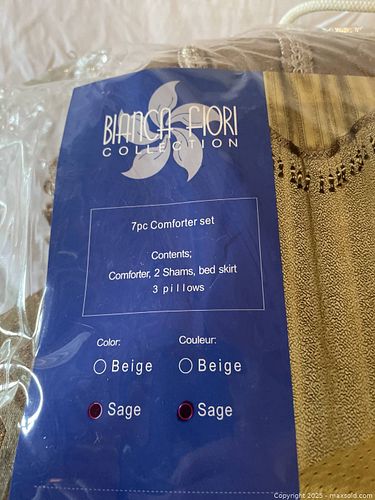 BIANCA FIORI
COLLECTION
7pc Comforter set
Contents;
Comforter, 2 Shams, bed skirt
3 pillows
Color: Couleur:
Beige Beige
Sage Sage
Copyright 2025 - maxsold.com